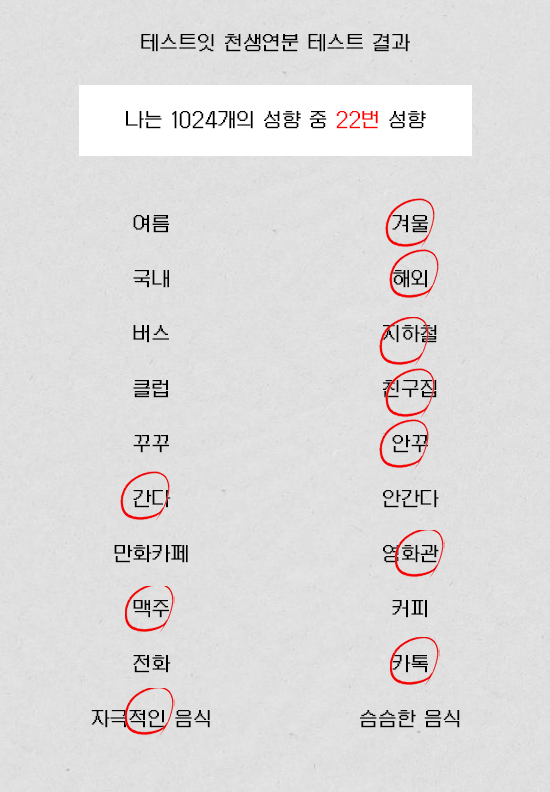 테스트잇 천생연분 테스트 결과
나는 1024개의 성향 중 22번 성향
여름 겨울
국내 해외
버스 지하철
클럽 친구집
꾸꾸 안꾸
간다 안간다
만화카페 영화관
맥주 커피
전화 카톡
자극적인 음식 슴슴한 음식